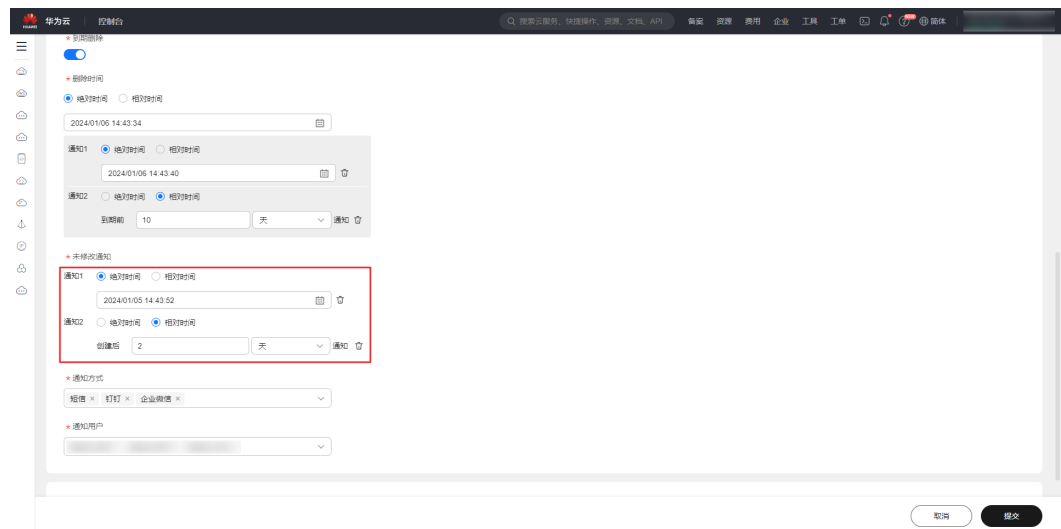 HUAWEI 华为云 控制台 搜索云服务、快捷操作、资源、文档、API 备案 资源 费用 企业 工具 工单 简体
* 到期删除
* 删除时间
绝对时间 相对时间
2024/01/06 14:43:34
通知1 绝对时间 相对时间
2024/01/06 14:43:40
通知2 绝对时间 相对时间
到期前 10 天 通知
* 未修改通知
通知1 绝对时间 相对时间
2024/01/05 14:43:52
通知2 绝对时间 相对时间
创建后 2 天 通知
* 通知方式
短信 × 钉钉 × 企业微信 ×
* 通知用户
取消 提交